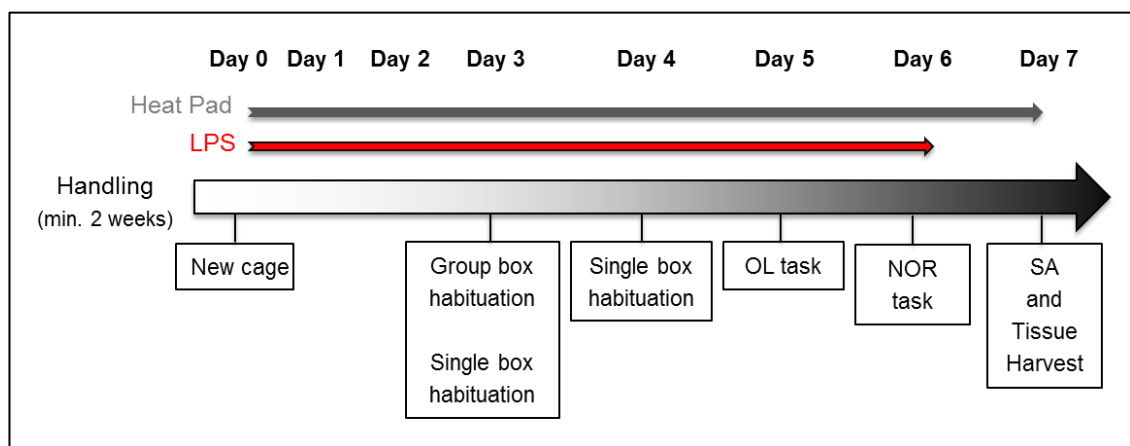 Day 0 Day 1 Day 2 Day 3 Day 4 Day 5 Day 6 Day 7
Heat Pad
LPS
Handling
(min. 2 weeks)
New cage
Group box
habituation
Single box
habituation
Single box
habituation
OL task
NOR
task
SA
and
Tissue
Harvest